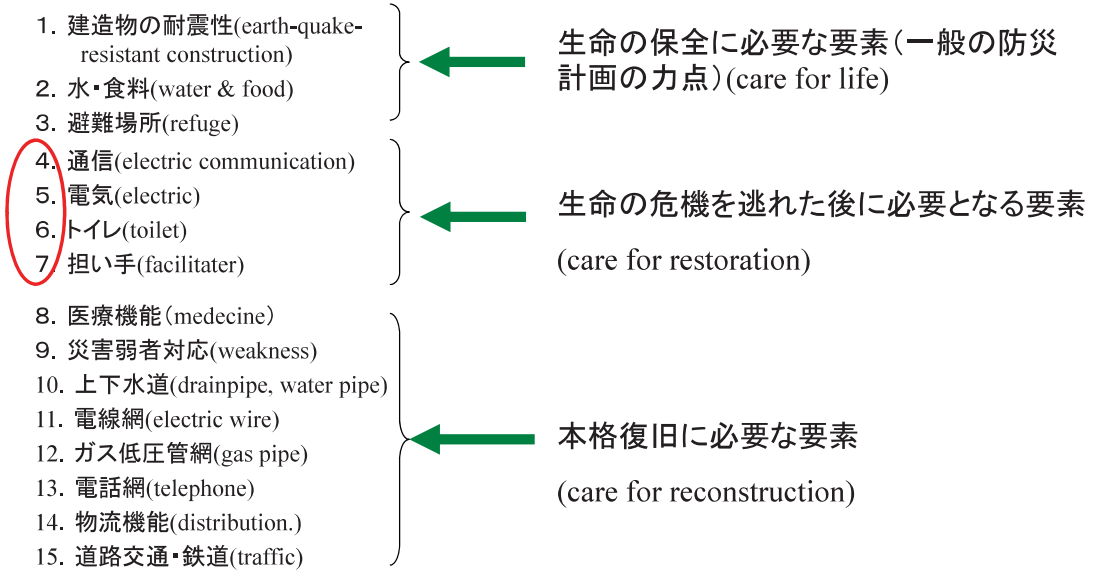 1. 建造物の耐震性(earth-quake-
resistant construction)
2. 水・食料(water & food)
3. 避難場所(refuge)
生命の保全に必要な要素(一般の防災
計画の力点)(care for life)
4. 通信(electric communication)
5. 電気(electric)
6. トイレ(toilet)
7. 担い手(facilitater)
生命の危機を逃れた後に必要となる要素
(care for restoration)
8. 医療機能(medecine)
9. 災害弱者対応(weakness)
10. 上下水道(drainpipe, water pipe)
11. 電線網(electric wire)
12. ガス低圧管網(gas pipe)
13. 電話網(telephone)
14. 物流機能(distribution.)
15. 道路交通・鉄道(traffic)
本格復旧に必要な要素
(care for reconstruction)